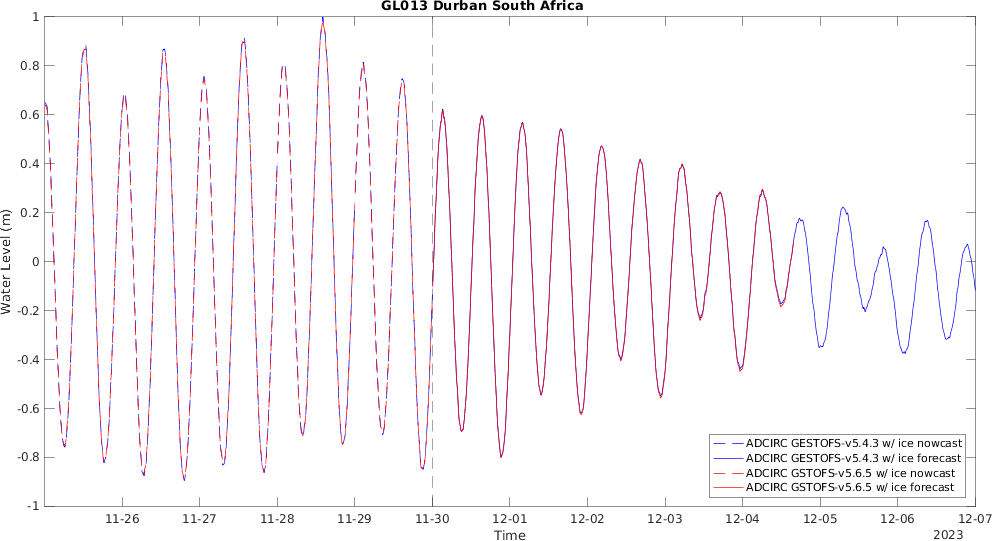 GL013 Durban South Africa
1
0.8
0.6
0.4
0.2
0
-0.2
-0.4
-0.6
-0.8
-1
Water Level (m)
11-26 11-27 11-28 11-29 11-30 12-01 12-02 12-03 12-04 12-05 12-06 12-07
Time
2023
ADCIRC GESTOFS-v5.4.3 w/ ice nowcast
ADCIRC GESTOFS-v5.4.3 w/ ice forecast
ADCIRC GSTOFS-v5.6.5 w/ ice nowcast
ADCIRC GSTOFS-v5.6.5 w/ ice forecast